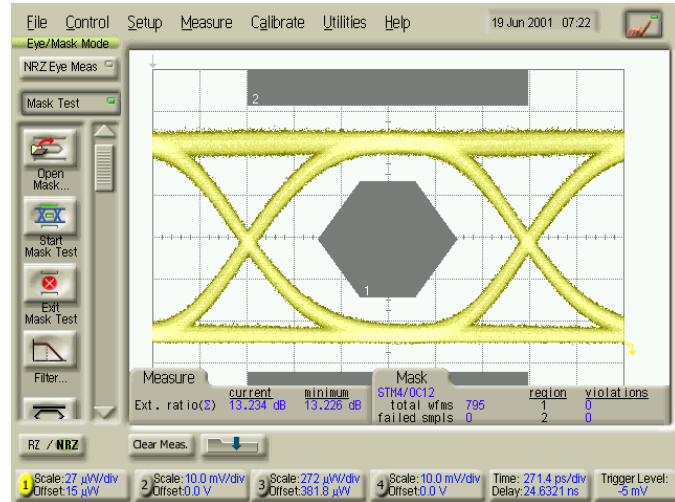 File Control Setup Measure Calibrate Utilities Help 19 Jun 2001 07:22
Eye/Mask Mode
NRZ Eye Meas
Mask Test
2
Open
Mask...
Start
Mask Test
1
Exit
Mask Test
Filter...
Measure
current minimum
Ext. ratio(Σ) 13.234 dB 13.226 dB
Mask
STM4/OC12 region violations
total wfms 795 1 0
failed smpls 0 2 0
RZ / NRZ
Clear Meas.
1 Scale:27 µW/div
Offset:15 µW
2 Scale:10.0 mV/div
Offset:0.0 V
3 Scale:272 µW/div
Offset:381.8 µW
4 Scale:10.0 mV/div
Offset:0.0 V
Time: 271.4 ps/div
Delay:24.6321 ns
Trigger Level:
-5 mV